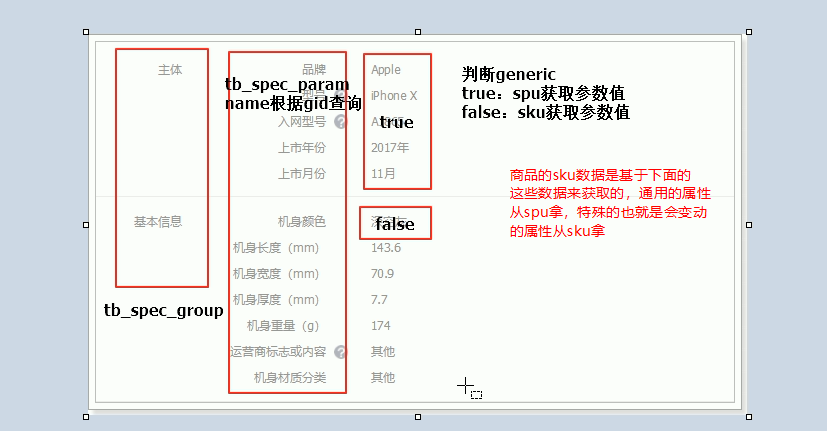 主体
品牌
Apple
tb_spec_param
name根据gid查询
iPhone X
入网型号
true
上市年份
2017年
上市月份
11月
判断generic
true：spu获取参数值
false：sku获取参数值
商品的sku数据是基于下面的
这些数据来获取的，通用的属性
从spu拿，特殊的也就是会变动
的属性从sku拿
基本信息
机身颜色
false
机身长度（mm）
143.6
机身宽度（mm）
70.9
机身厚度（mm）
7.7
tb_spec_group
机身重量（g）
174
运营商标志或内容
其他
机身材质分类
其他